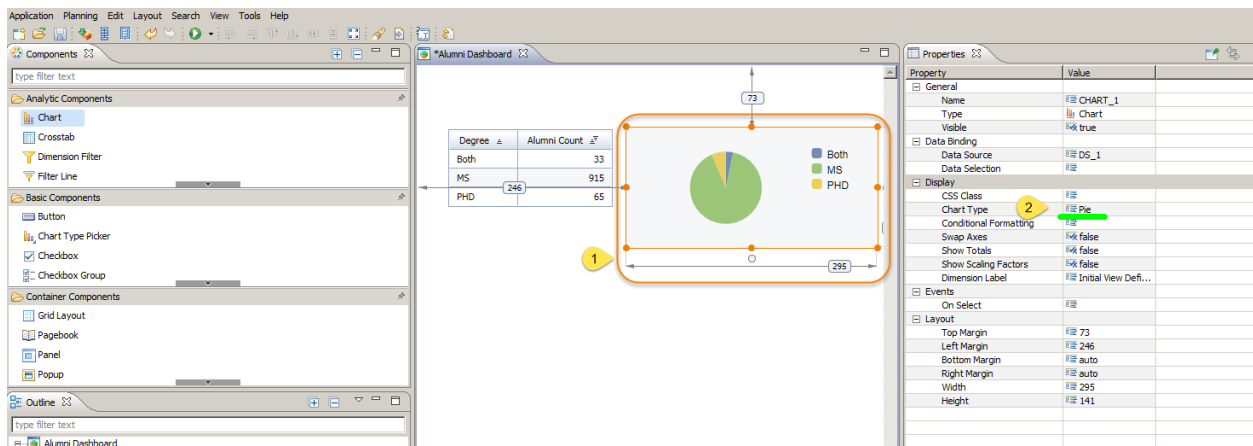 Application Planning Edit Layout Search View Tools Help
Components
type filter text
Analytic Components
Chart
Crosstab
Dimension Filter
Filter Line
Basic Components
Button
Chart Type Picker
Checkbox
Checkbox Group
Container Components
Grid Layout
Pagebook
Panel
Popup
Outline
type filter text
Alumni Dashboard
*Alumni Dashboard
73
Degree Alumni Count
Both 33
MS 915
PHD 65
246
Both
MS
PHD
1
295
Properties
Property Value
General
Name CHART_1
Type Chart
Visible true
Data Binding
Data Source DS_1
Data Selection
Display
CSS Class
Chart Type 2 Pie
Conditional Formatting
Swap Axes false
Show Totals false
Show Scaling Factors false
Dimension Label Initial View Defi...
Events
On Select
Layout
Top Margin 73
Left Margin 246
Bottom Margin auto
Right Margin auto
Width 295
Height 141